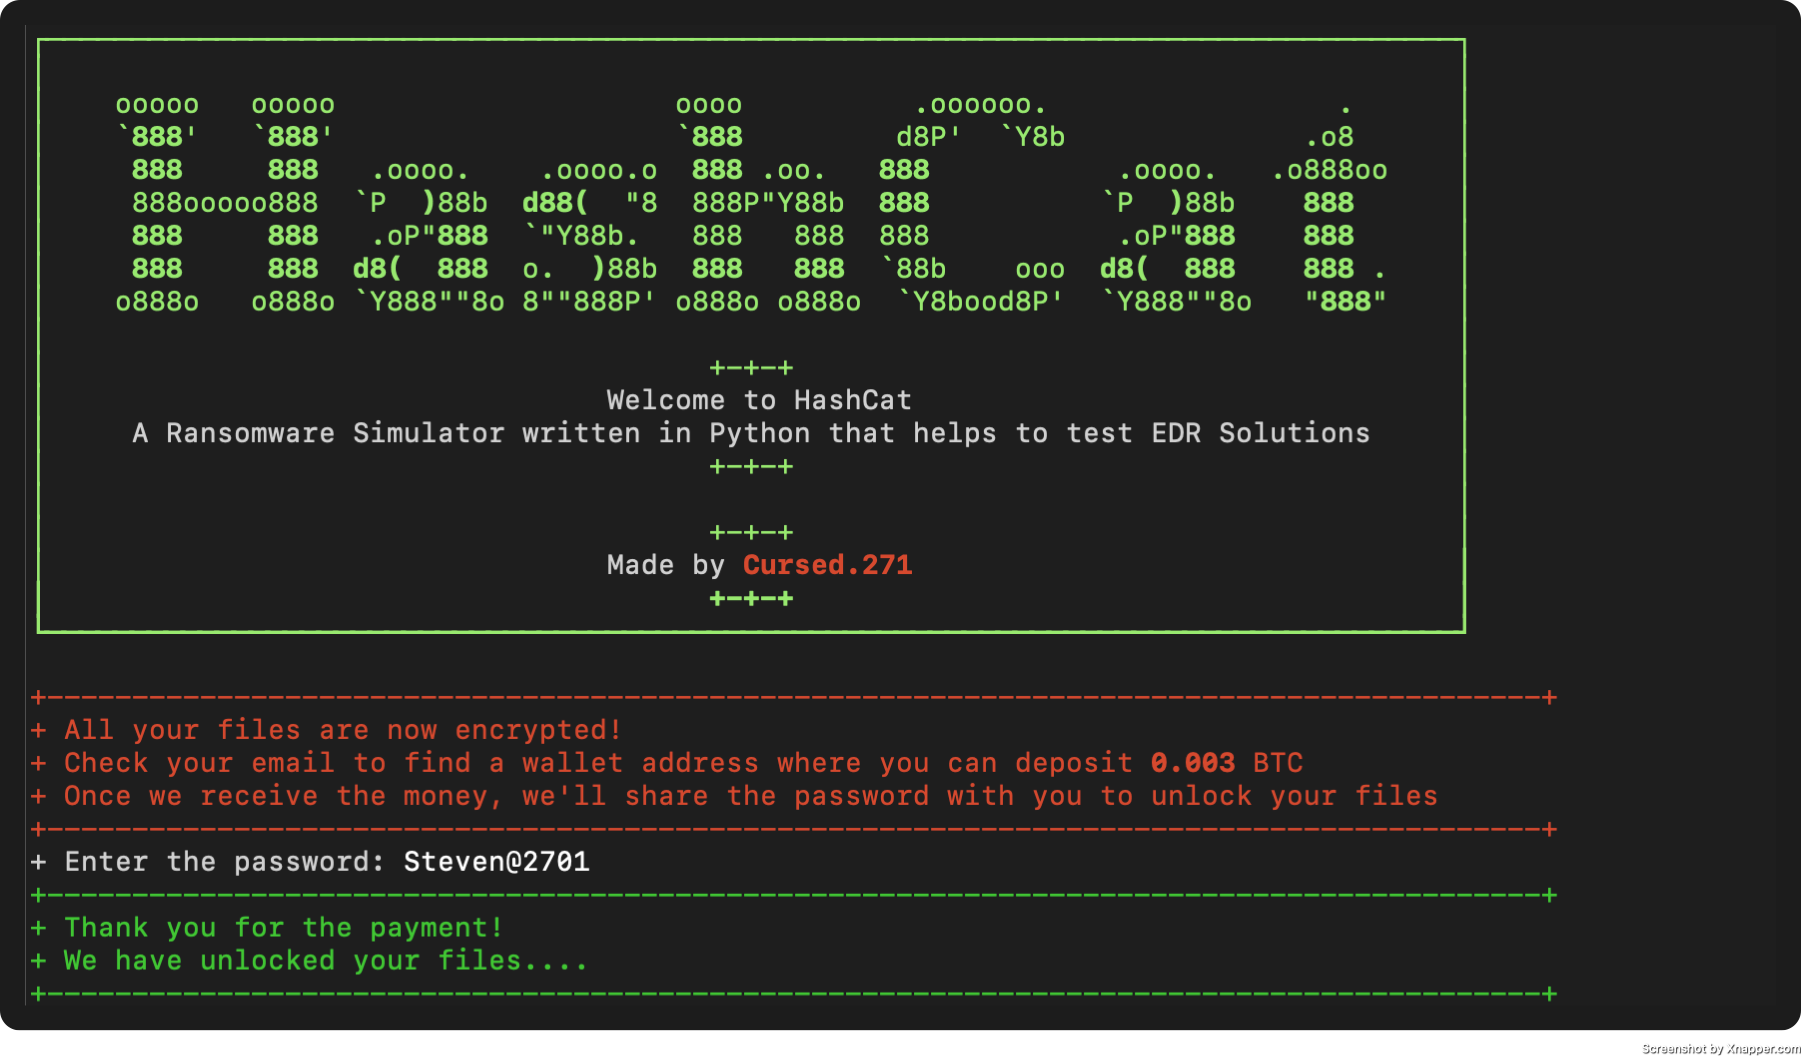 ooooo   ooooo                    oooo          .oooooo.                  .
`888'   `888'                    `888         d8P'  `Y8b               .o8
 888     888   .oooo.    .oooo.o  888 .oo.   888           .oooo.   .o888oo
 888ooooo888  `P  )88b  d88(  "8  888P"Y88b  888          `P  )88b    888
 888     888   .oP"888  `"Y88b.   888   888  888           .oP"888    888
 888     888  d8(  888  o.  )88b  888   888  `88b    ooo  d8(  888    888 .
o888o   o888o `Y888""8o 8""888P' o888o o888o  `Y8bood8P'  `Y888""8o   "888"
+-+-+
Welcome to HashCat
A Ransomware Simulator written in Python that helps to test EDR Solutions
+-+-+
+-+-+
Made by Cursed.271
+-+-+
+----------------------------------------------------------------------------------------+
+ All your files are now encrypted!
+ Check your email to find a wallet address where you can deposit 0.003 BTC
+ Once we receive the money, we'll share the password with you to unlock your files
+----------------------------------------------------------------------------------------+
+ Enter the password: Steven@2701
+----------------------------------------------------------------------------------------+
+ Thank you for the payment!
+ We have unlocked your files....
+----------------------------------------------------------------------------------------+
Screenshot by Xnapper.com